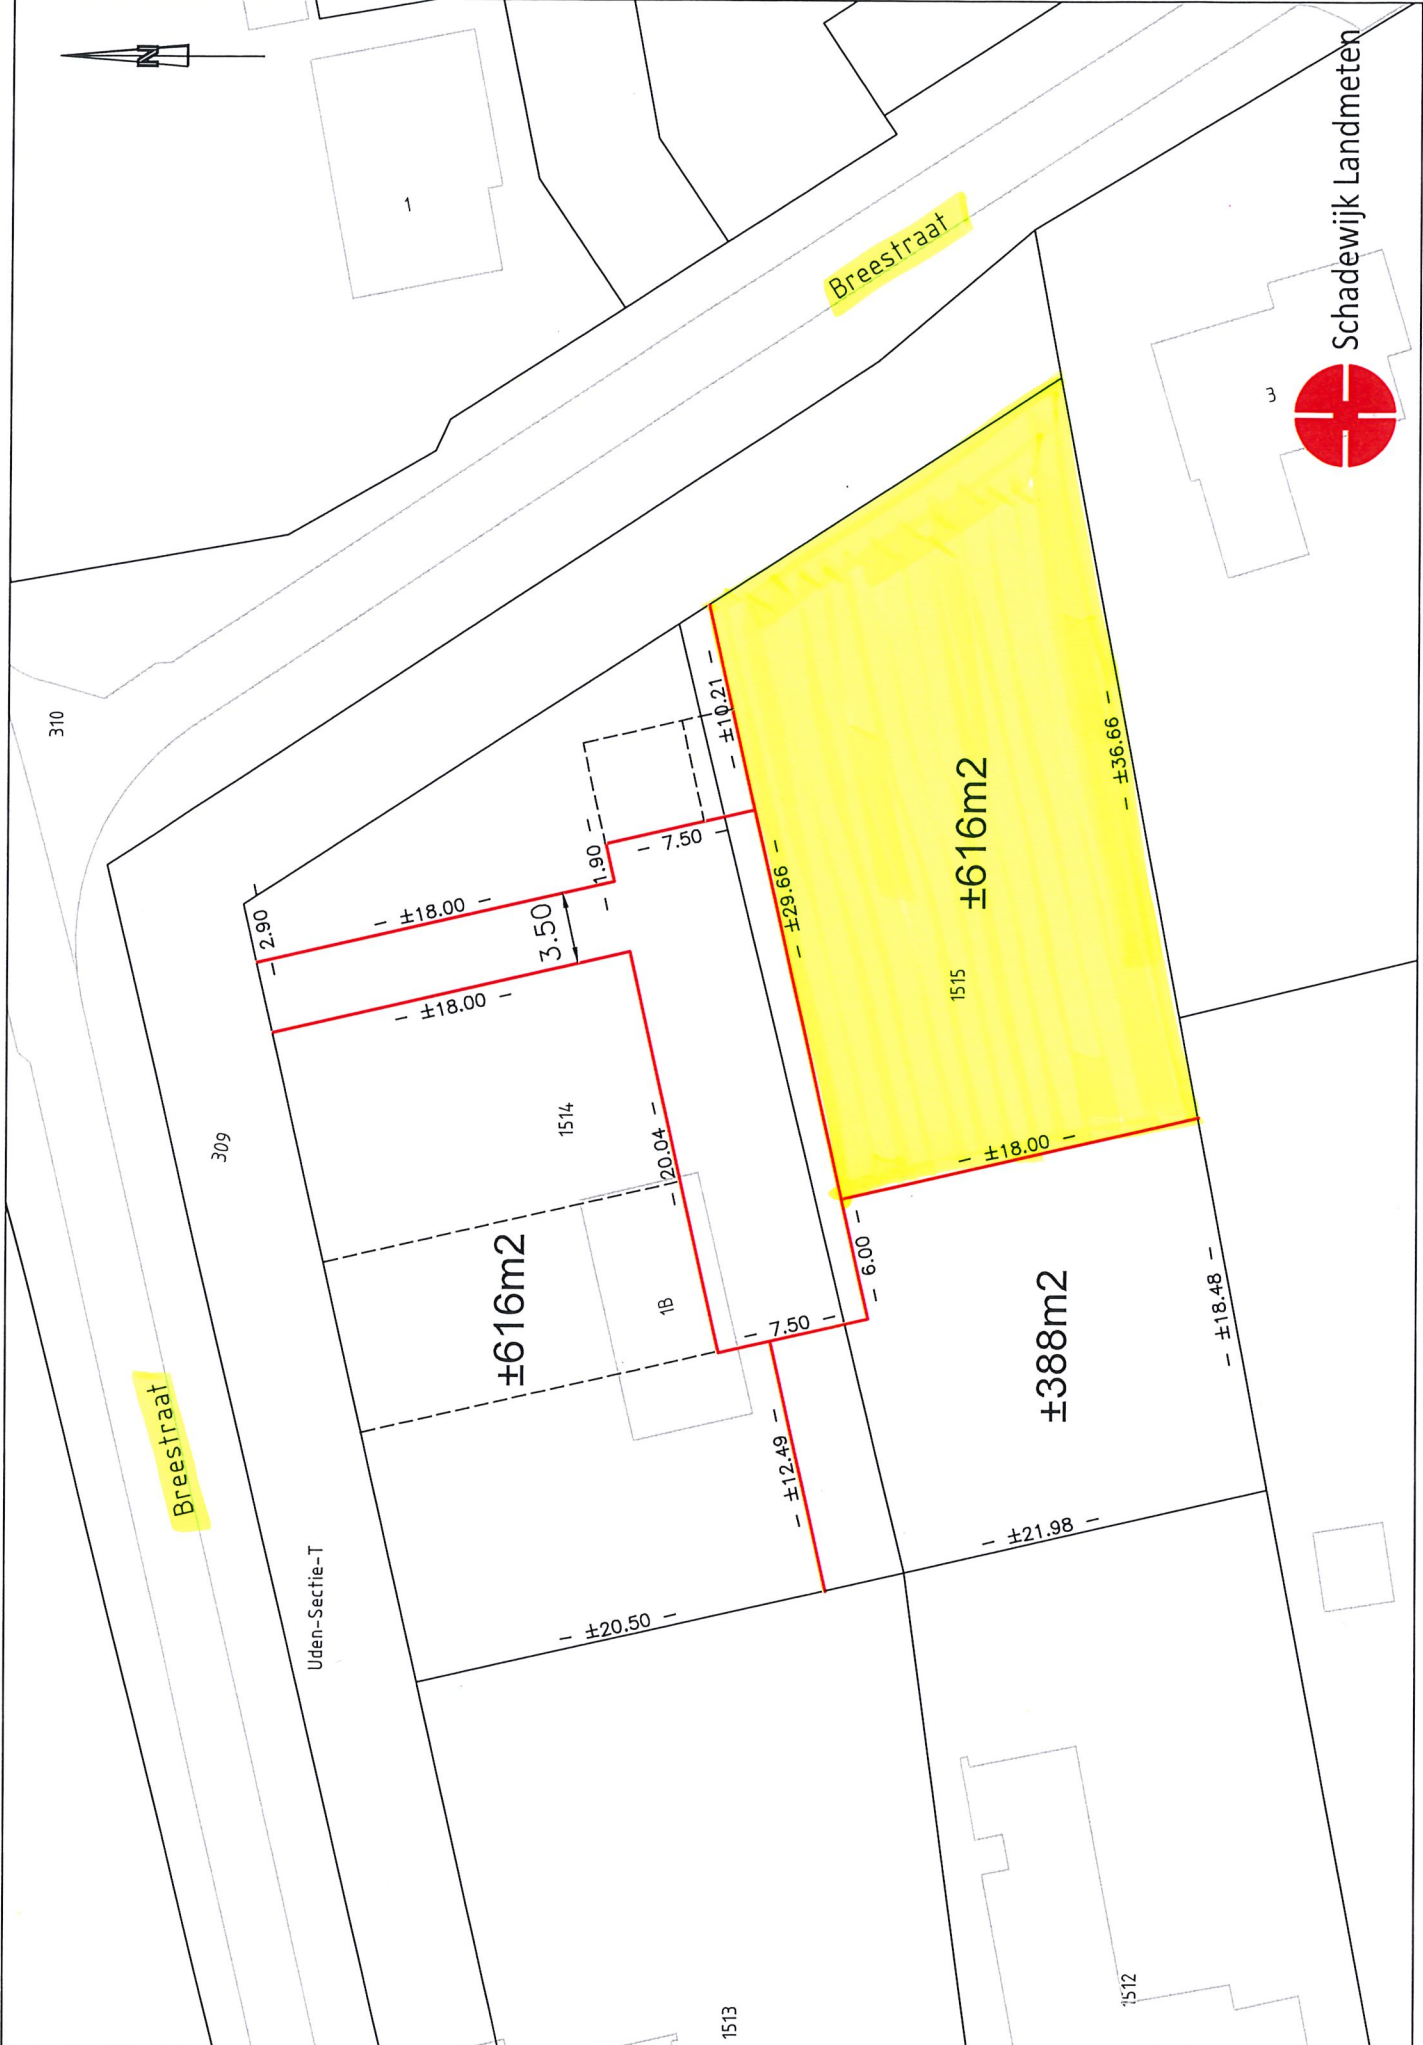 N
1
Breestraat
Schadewijk Landmeten
3
310
- ±10.21 -
- 7.50 -
- 1.90 -
- 2.90 -
- ±18.00 -
3.50
- ±18.00 -
- ±29.66 -
±616m2
- ±36.66 -
1515
309
1514
- 20.04 -
- ±18.00 -
±616m2
1B
- 6.00 -
- 7.50 -
±388m2
- ±18.48 -
Breestraat
- ±12.49 -
- ±21.98 -
Uden-Sectie-T
- ±20.50 -
1513
1512